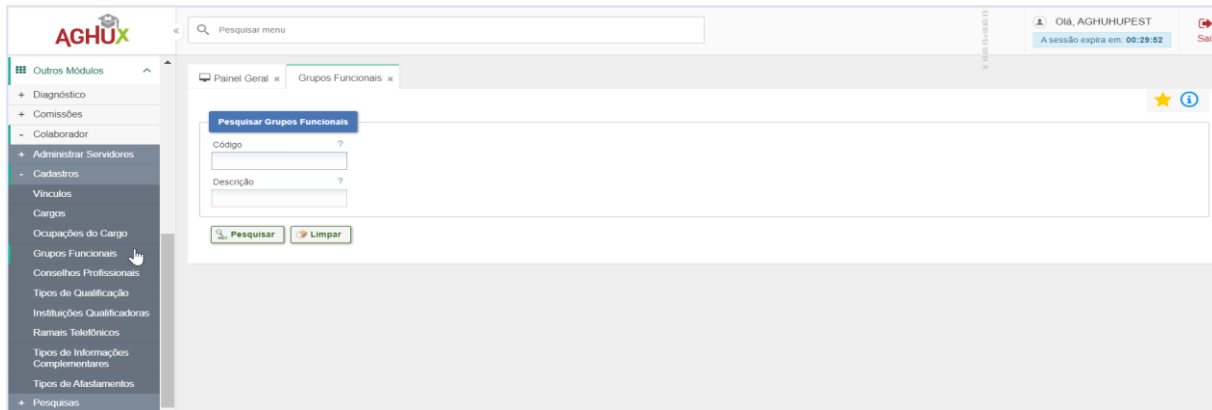 AGHUX
«
Pesquisar menu
Olá, AGHUHUPEST
A sessão expira em: 00:29:52
Sai
Outros Módulos
+ Diagnóstico
+ Comissões
- Colaborador
+ Administrar Servidores
- Cadastros
Vínculos
Cargos
Ocupações do Cargo
Grupos Funcionais
Conselhos Profissionais
Tipos de Qualificação
Instituições Qualificadoras
Ramais Telefônicos
Tipos de Informações
Complementares
Tipos de Afastamentos
+ Pesquisas
Painel Geral ×
Grupos Funcionais ×
Pesquisar Grupos Funcionais
Código ?
Descrição ?
Pesquisar
Limpar